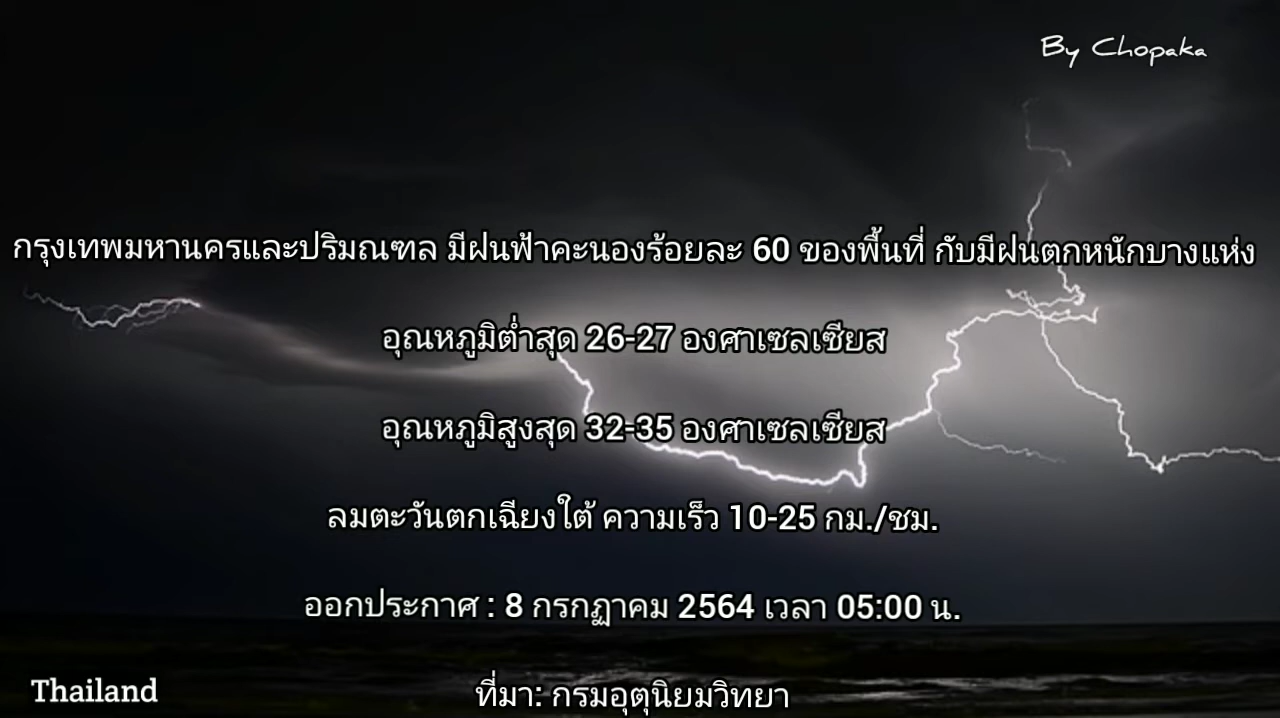 By Chopaka
กรุงเทพมหานครและปริมณฑล มีฝนฟ้าคะนองร้อยละ 60 ของพื้นที่ กับมีฝนตกหนักบางแห่ง
อุณหภูมิต่ำสุด 26-27 องศาเซลเซียส
อุณหภูมิสูงสุด 32-35 องศาเซลเซียส
ลมตะวันตกเฉียงใต้ ความเร็ว 10-25 กม./ชม.
ออกประกาศ : 8 กรกฏาคม 2564 เวลา 05:00 น.
ที่มา: กรมอุตุนิยมวิทยา
Thailand